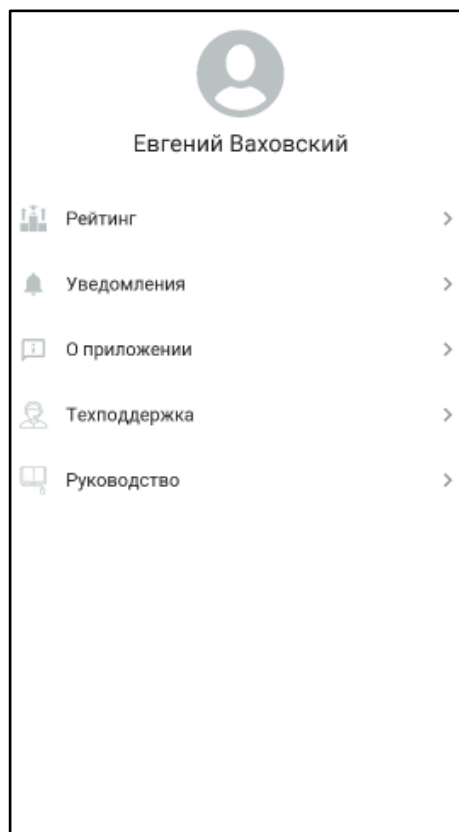 Евгений Ваховский
Рейтинг
Уведомления
О приложении
Техподдержка
Руководство